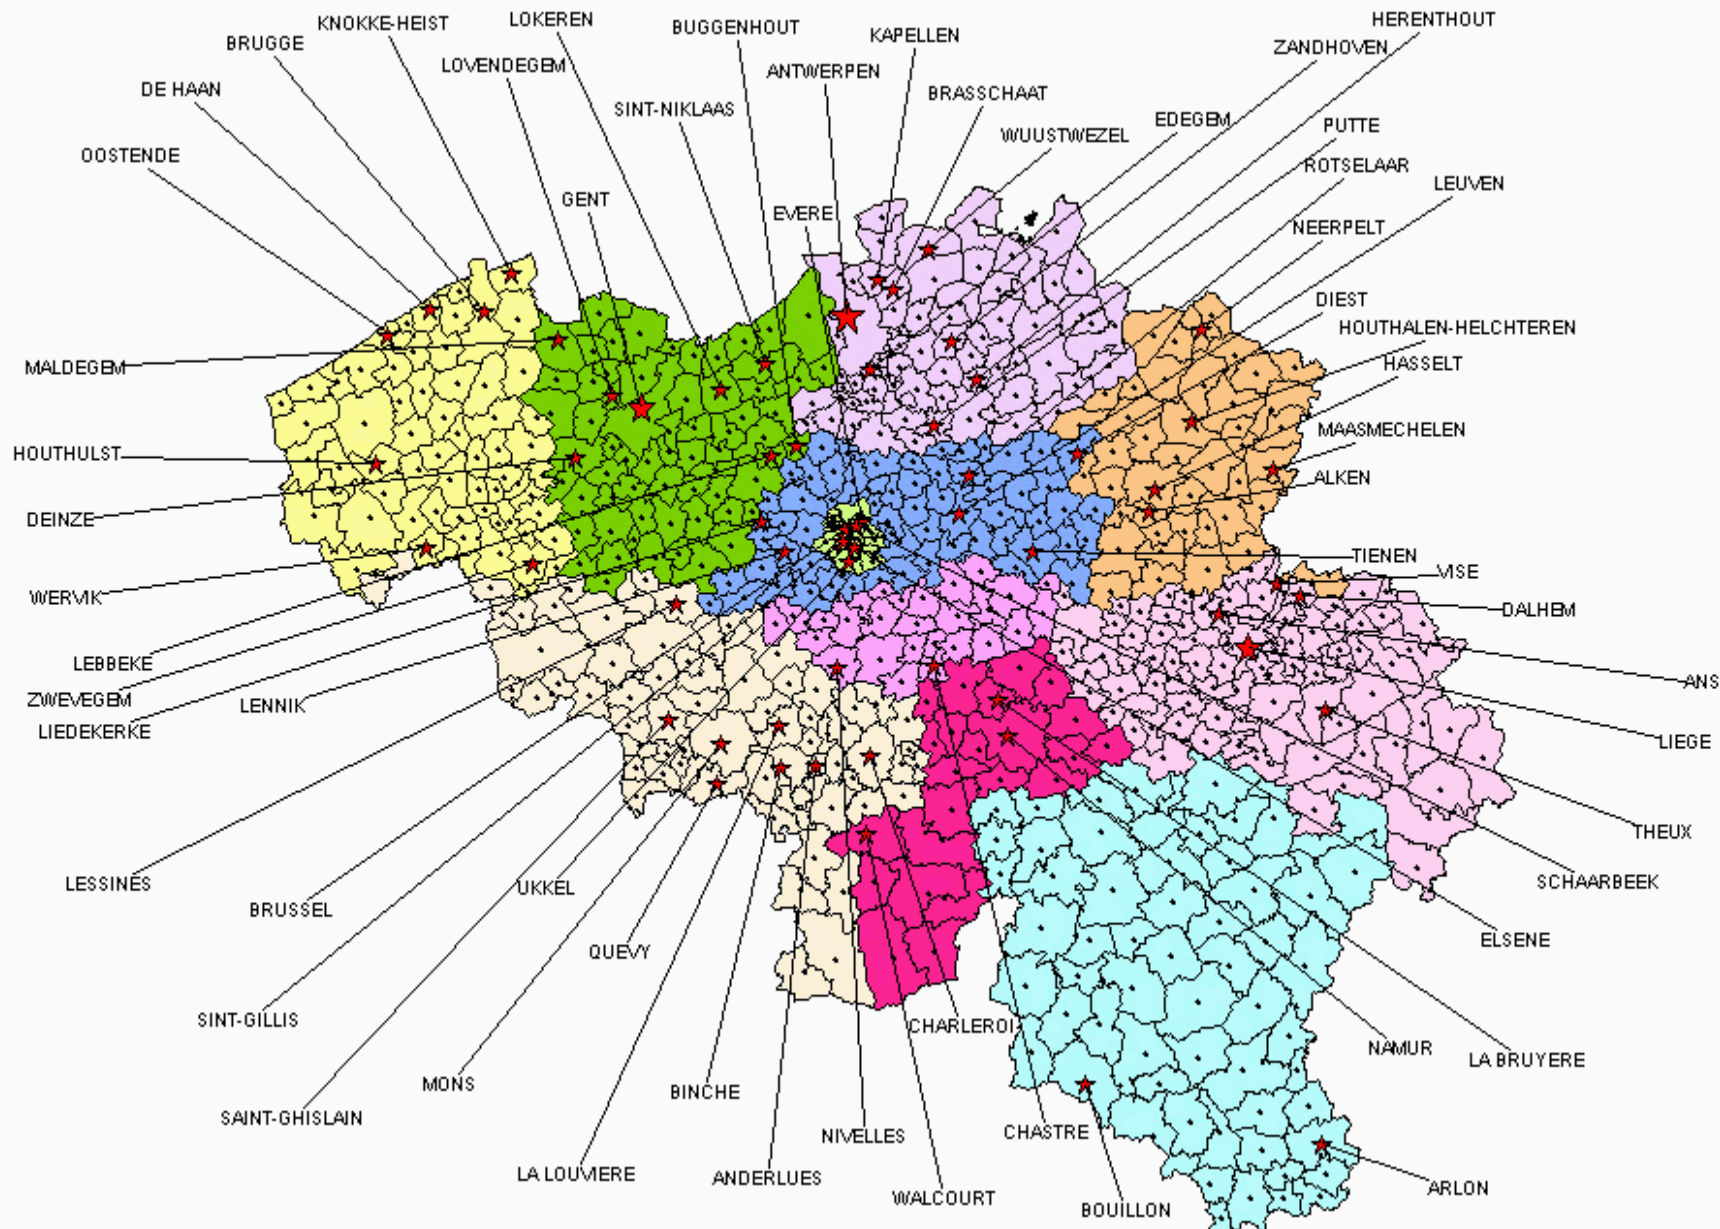 KNOKKE-HEIST
LOKEREN
BUGGENHOUT
KAPELLEN
HERENTHOUT
BRUGGE
ZANDHOVEN
LOVENDEGEM
ANTWERPEN
DE HAAN
BRASSCHAAT
SINT-NIKLAAS
EDEGEM
PUTTE
WUUSTWEZEL
OOSTENDE
ROTSELAAR
LEUVEN
GENT
EVERE
NEERPELT
DIEST
HOUTHALEN-HELCHTEREN
MALDEGEM
HASSELT
MAASMECHELEN
HOUTHULST
ALKEN
DEINZE
TIENEN
VISE
WERVIK
DALHEM
LEBBEKE
ANS
ZWEVEGEM
LENNIK
LIEDEKERKE
LIEGE
THEUX
LESSINES
UKKEL
SCHAARBEEK
BRUSSEL
ELSENE
QUEVY
SINT-GILLIS
CHARLEROI
NAMUR
LA BRUYERE
MONS
BINCHE
SAINT-GHISLAIN
CHASTRE
NIVELLES
LA LOUVIERE
ANDERLUES
ARLON
WALCOURT
BOUILLON